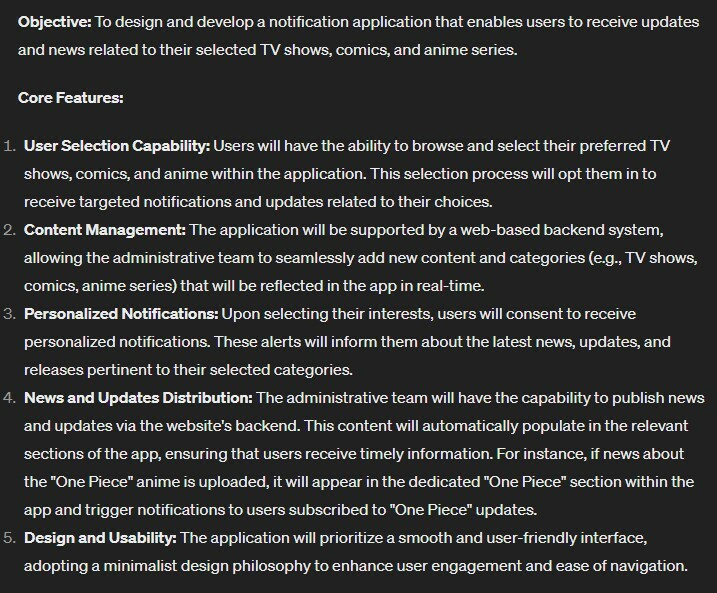 Objective: To design and develop a notification application that enables users to receive updates
and news related to their selected TV shows, comics, and anime series.
Core Features:
1. User Selection Capability: Users will have the ability to browse and select their preferred TV
shows, comics, and anime within the application. This selection process will opt them in to
receive targeted notifications and updates related to their choices.
2. Content Management: The application will be supported by a web-based backend system,
allowing the administrative team to seamlessly add new content and categories (e.g., TV shows,
comics, anime series) that will be reflected in the app in real-time.
3. Personalized Notifications: Upon selecting their interests, users will consent to receive
personalized notifications. These alerts will inform them about the latest news, updates, and
releases pertinent to their selected categories.
4. News and Updates Distribution: The administrative team will have the capability to publish news
and updates via the website's backend. This content will automatically populate in the relevant
sections of the app, ensuring that users receive timely information. For instance, if news about
the "One Piece" anime is uploaded, it will appear in the dedicated "One Piece" section within the
app and trigger notifications to users subscribed to "One Piece" updates.
5. Design and Usability: The application will prioritize a smooth and user-friendly interface,
adopting a minimalist design philosophy to enhance user engagement and ease of navigation.